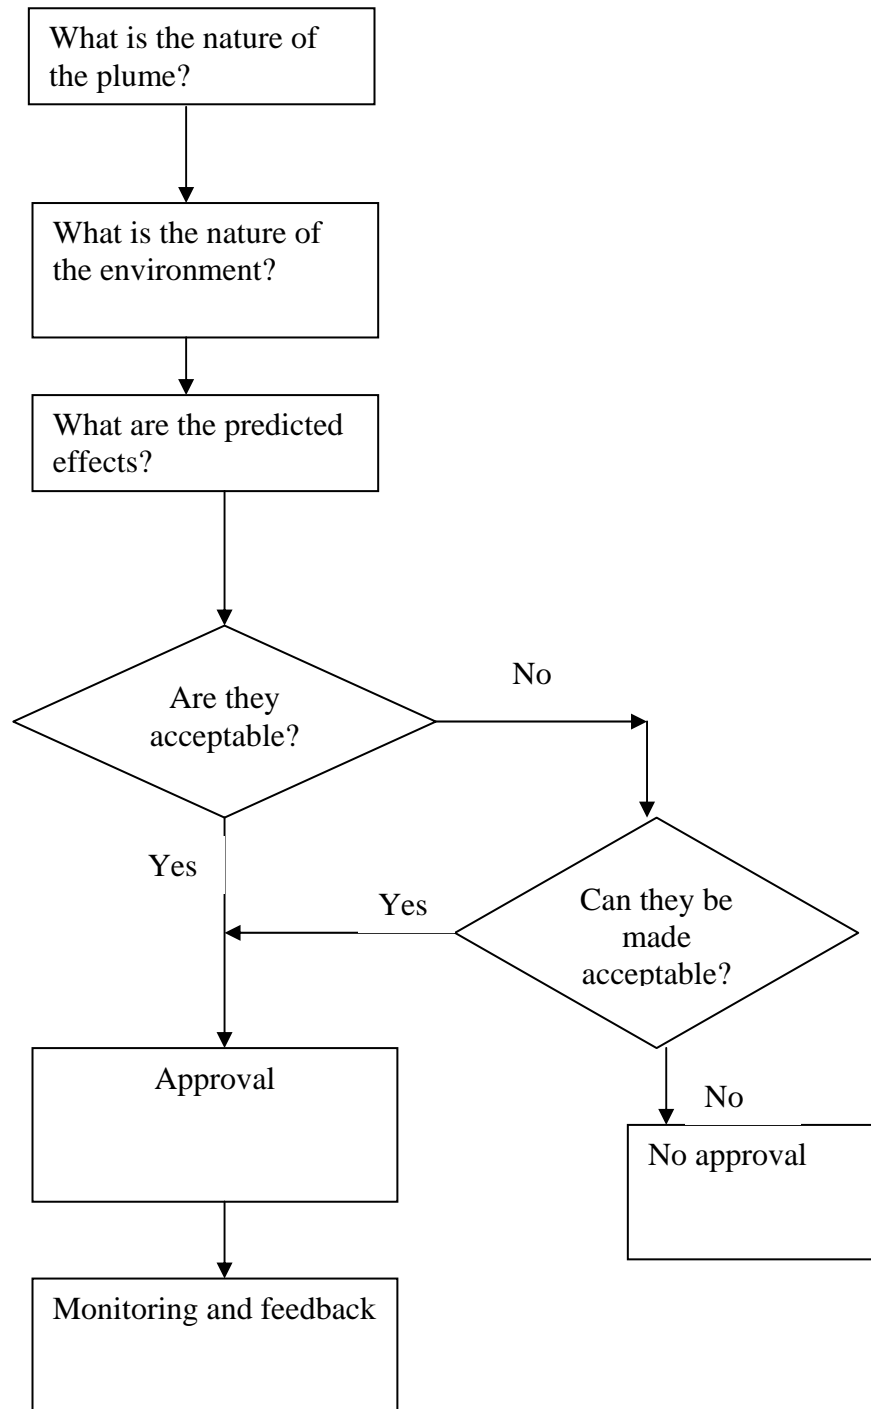 What is the nature of
the plume?
What is the nature of
the environment?
What are the predicted
effects?
Are they
acceptable?
No
Yes
Yes
Can they be
made
acceptable?
Approval
No
No approval
Monitoring and feedback